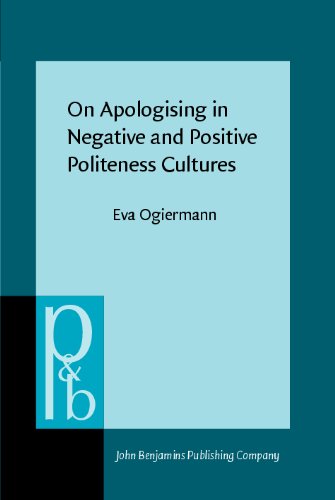 On Apologising in
Negative and Positive
Politeness Cultures
Eva Ogiermann
p
&
b
John Benjamins Publishing Company